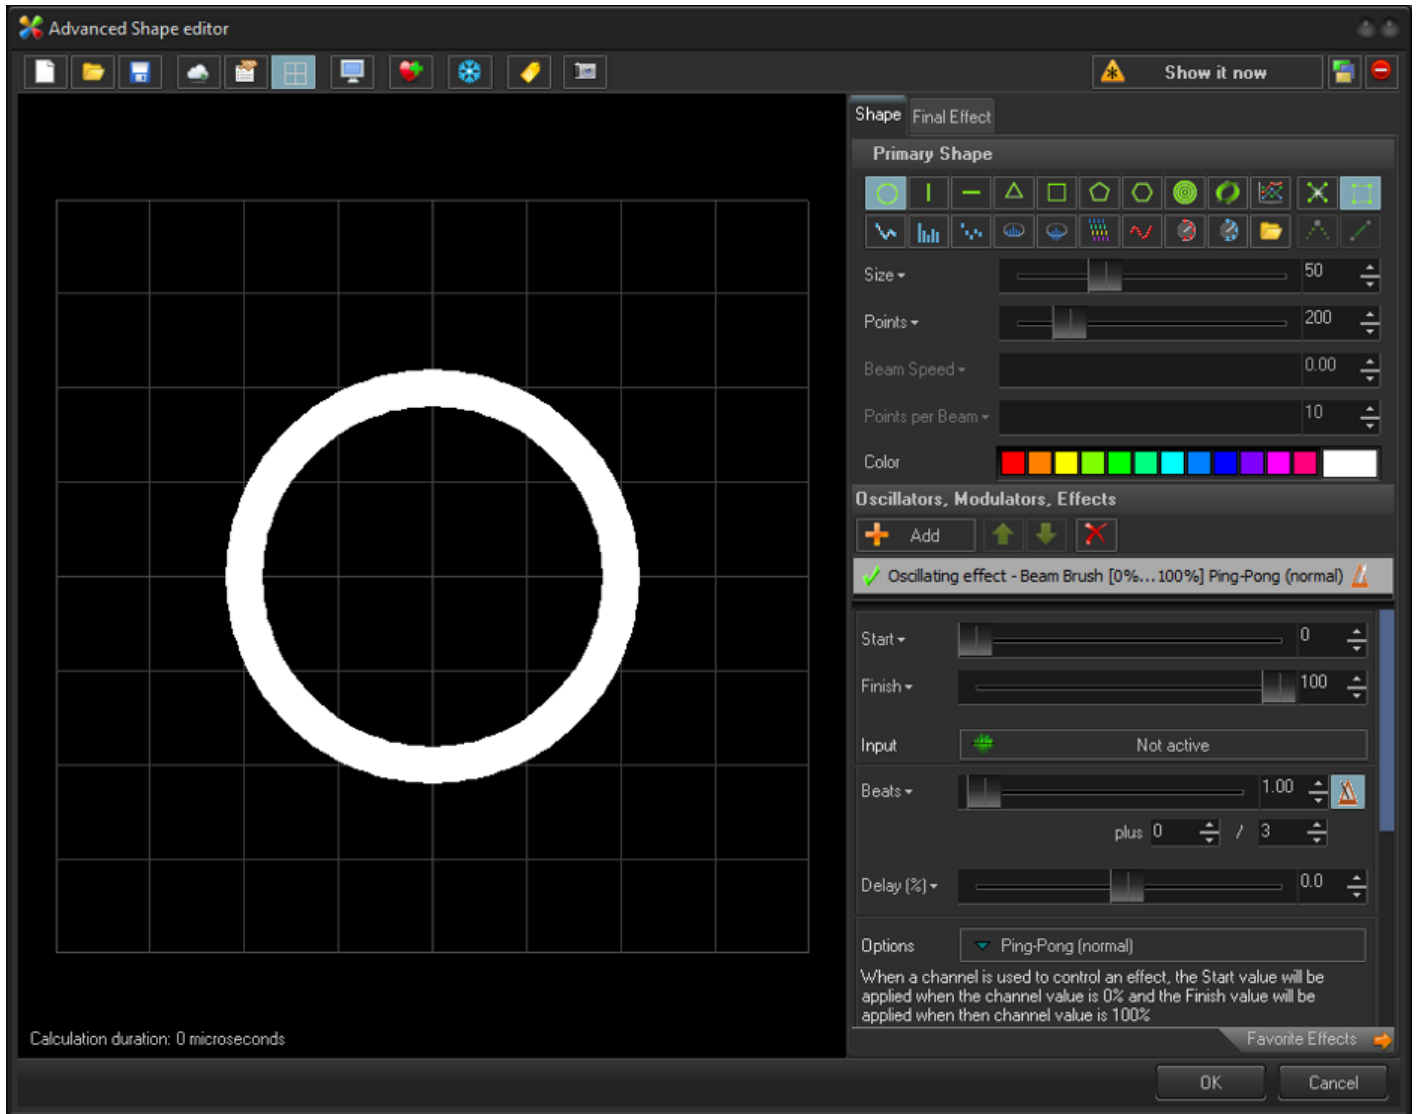 Advanced Shape editor
Show it now
Shape Final Effect
Primary Shape
Size 50
Points 200
Beam Speed 0.00
Points per Beam 10
Color
Oscillators, Modulators, Effects
Add
Oscillating effect - Beam Brush [0%...100%] Ping-Pong (normal)
Start 0
Finish 100
Input Not active
Beats 1.00
plus 0 / 3
Delay (%) 0.0
Options Ping-Pong (normal)
When a channel is used to control an effect, the Start value will be
applied when the channel value is 0% and the Finish value will be
applied when then channel value is 100%
Calculation duration: 0 microseconds
Favorite Effects
OK Cancel